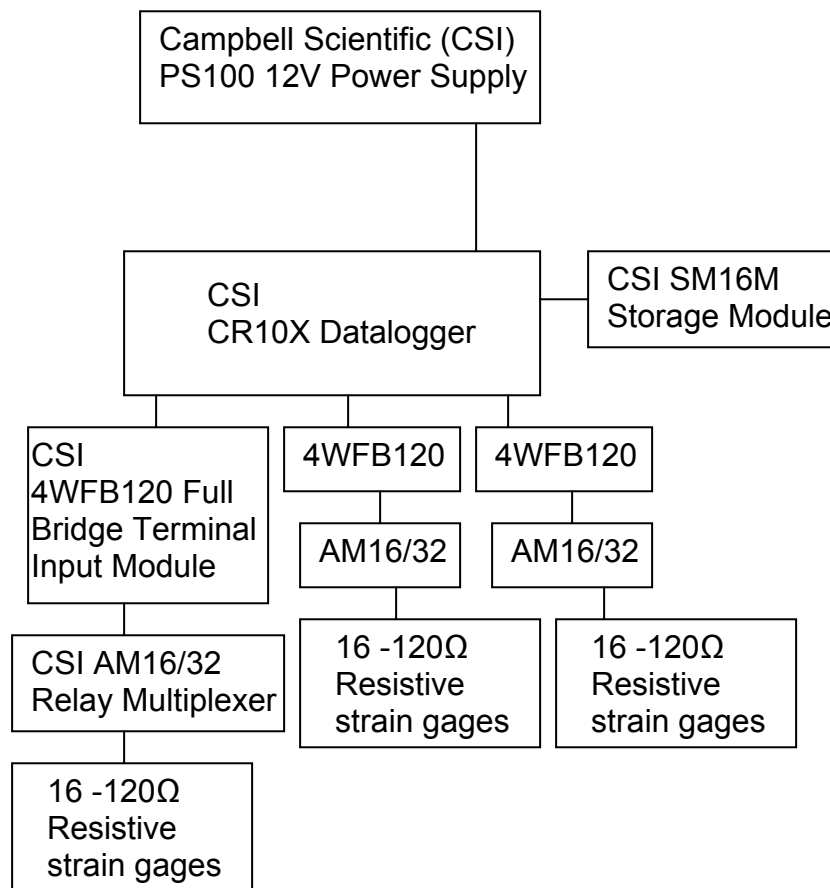 Campbell Scientific (CSI)
PS100 12V Power Supply
CSI
CR10X Datalogger
CSI SM16M
Storage Module
CSI
4WFB120 Full
Bridge Terminal
Input Module
4WFB120
4WFB120
AM16/32
AM16/32
CSI AM16/32
Relay Multiplexer
16 -120Ω
Resistive
strain gages
16 -120Ω
Resistive
strain gages
16 -120Ω
Resistive
strain gages